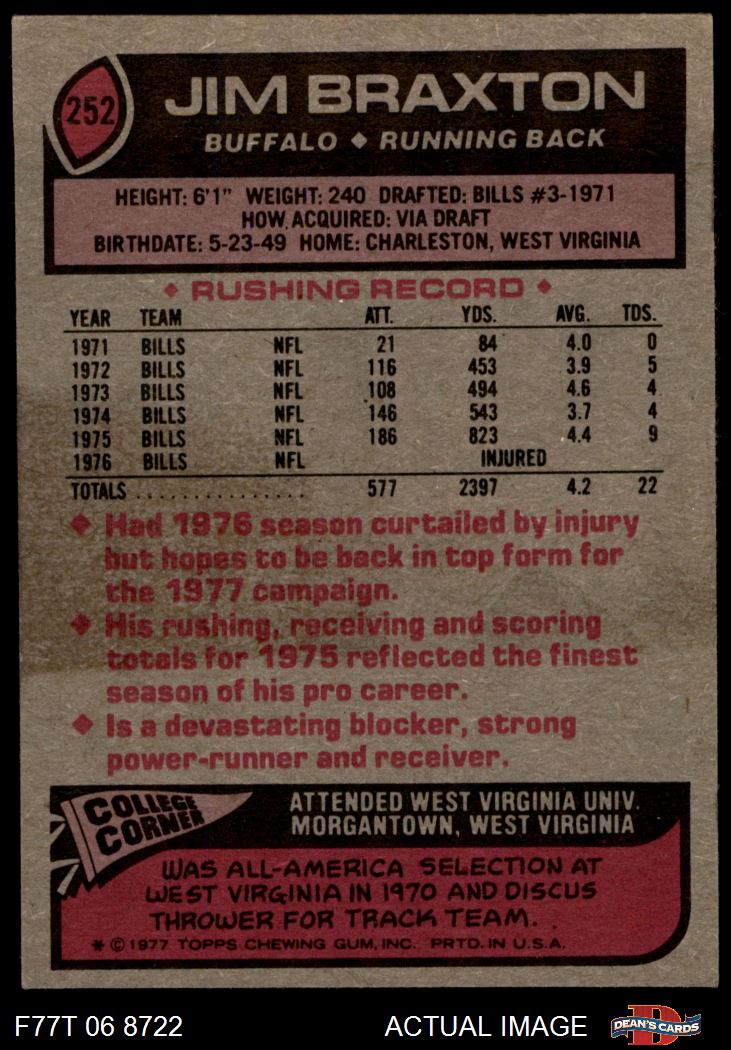 252
JIM BRAXTON
BUFFALO ◆ RUNNING BACK
HEIGHT: 6'1" WEIGHT: 240 DRAFTED: BILLS #3-1971
HOW ACQUIRED: VIA DRAFT
BIRTHDATE: 5-23-49 HOME: CHARLESTON, WEST VIRGINIA
◆ RUSHING RECORD ◆
YEAR TEAM ATT. YDS. AVG. TDS.
1971 BILLS NFL 21 84 4.0 0
1972 BILLS NFL 116 453 3.9 5
1973 BILLS NFL 108 494 4.6 4
1974 BILLS NFL 146 543 3.7 4
1975 BILLS NFL 186 823 4.4 9
1976 BILLS NFL INJURED
TOTALS ................ 577 2397 4.2 22
◆ Had 1976 season curtailed by injury
but hopes to be back in top form for
the 1977 campaign.
◆ His rushing, receiving and scoring
totals for 1975 reflected the finest
season of his pro career.
◆ Is a devastating blocker, strong
power-runner and receiver.
COLLEGE
CORNER
ATTENDED WEST VIRGINIA UNIV.
MORGANTOWN, WEST VIRGINIA
WAS ALL-AMERICA SELECTION AT
WEST VIRGINIA IN 1970 AND DISCUS
THROWER FOR TRACK TEAM. .
* © 1977 TOPPS CHEWING GUM, INC. PRTD. IN U.S.A.
F77T 06 8722 ACTUAL IMAGE
D
DEAN'S CARDS